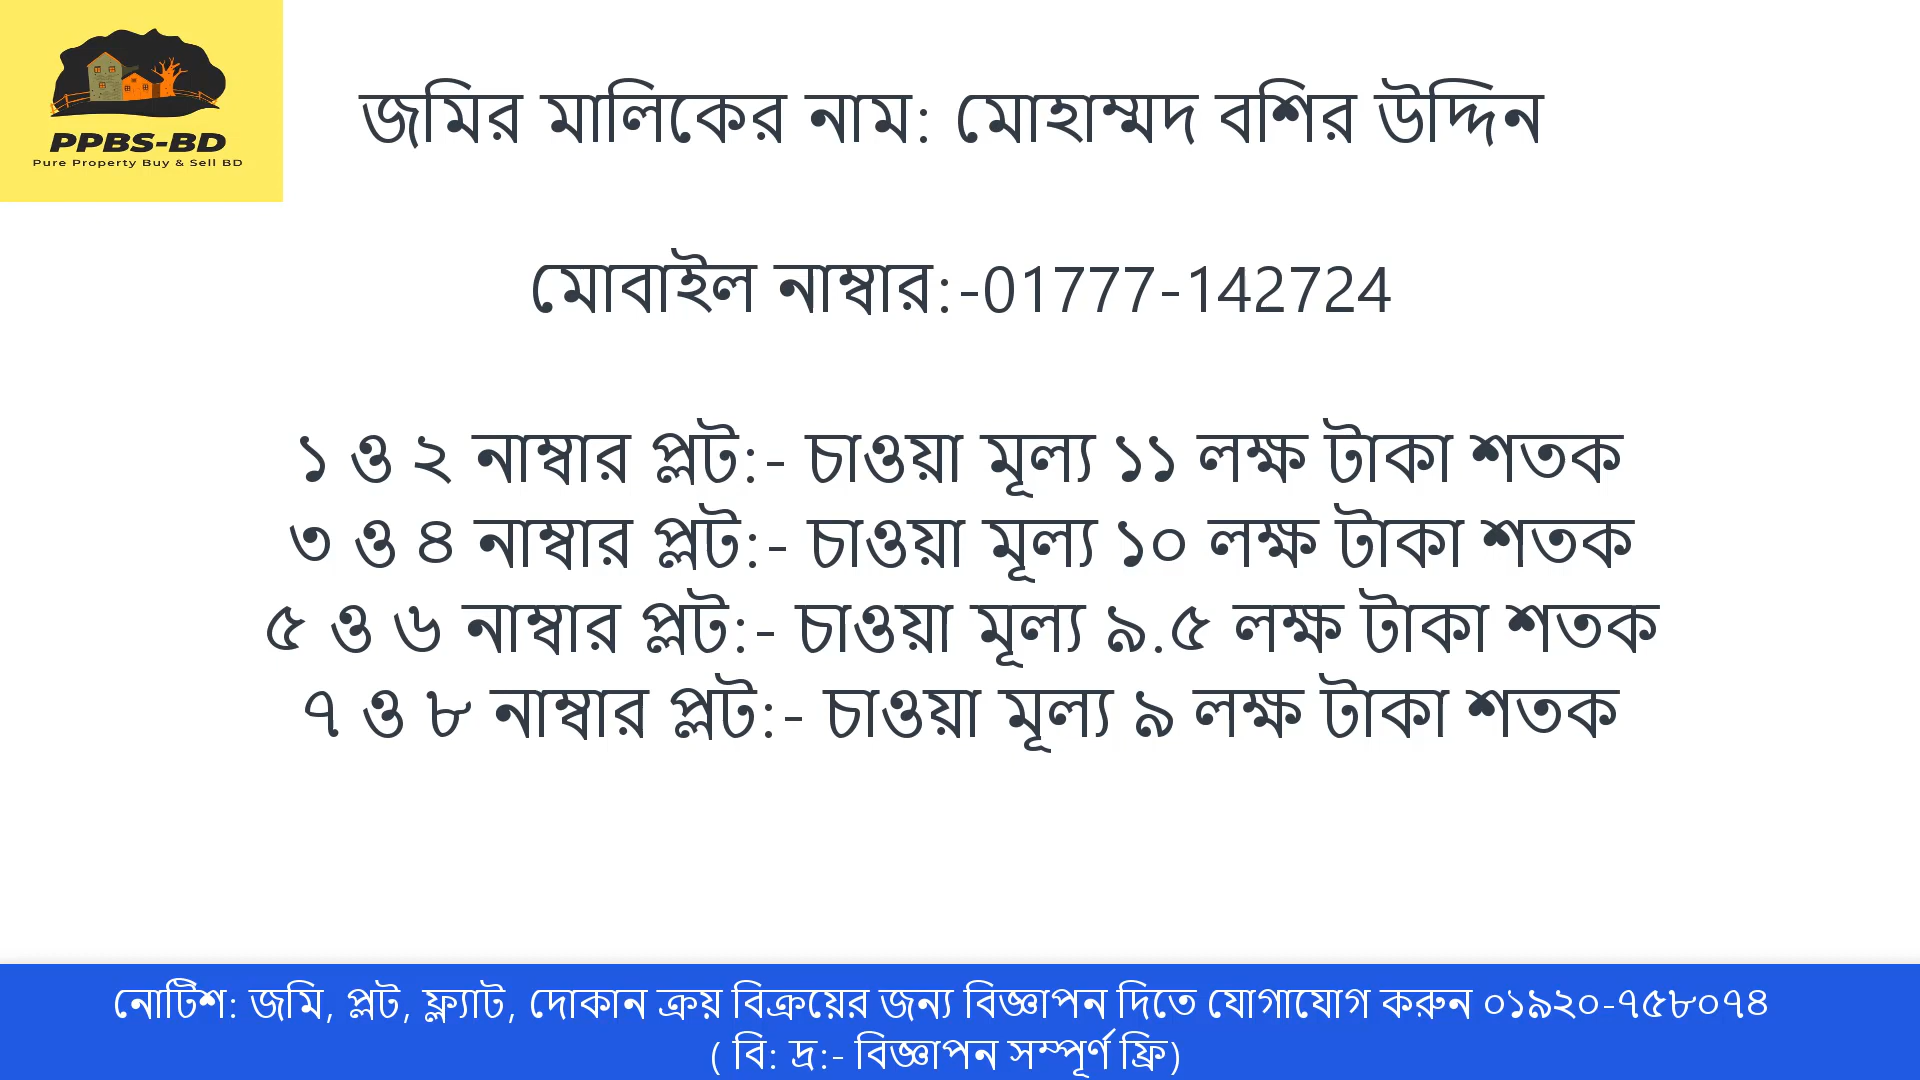 PPBS-BD
Pure Property Buy & Sell BD
জমির মালিকের নাম: মোহাম্মদ বশির উদ্দিন
মোবাইল নাম্বার:-01777-142724
১ ও ২ নাম্বার প্লট:- চাওয়া মূল্য ১১ লক্ষ টাকা শতক
৩ ও ৪ নাম্বার প্লট:- চাওয়া মূল্য ১০ লক্ষ টাকা শতক
৫ ও ৬ নাম্বার প্লট:- চাওয়া মূল্য ৯.৫ লক্ষ টাকা শতক
৭ ও ৮ নাম্বার প্লট:- চাওয়া মূল্য ৯ লক্ষ টাকা শতক
নোটিশ: জমি, প্লট, ফ্ল্যাট, দোকান ক্রয় বিক্রয়ের জন্য বিজ্ঞাপন দিতে যোগাযোগ করুন ০১৯২০-৭৫৮০৭৪
( বি: দ্র:- বিজ্ঞাপন সম্পূর্ণ ফ্রি)